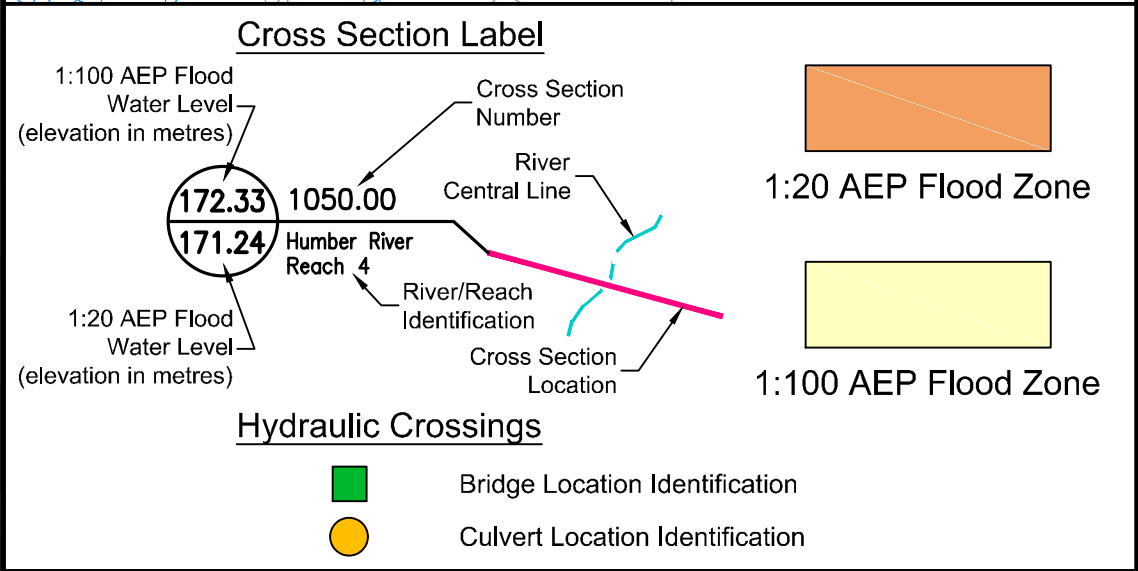 Cross Section Label
1:100 AEP Flood
Water Level
(elevation in metres)
Cross Section
Number
River
Central Line
172.33
1050.00
171.24
Humber River
Reach 4
River/Reach
Identification
1:20 AEP Flood
Water Level
(elevation in metres)
Cross Section
Location
1:20 AEP Flood Zone
1:100 AEP Flood Zone
Hydraulic Crossings
Bridge Location Identification
Culvert Location Identification